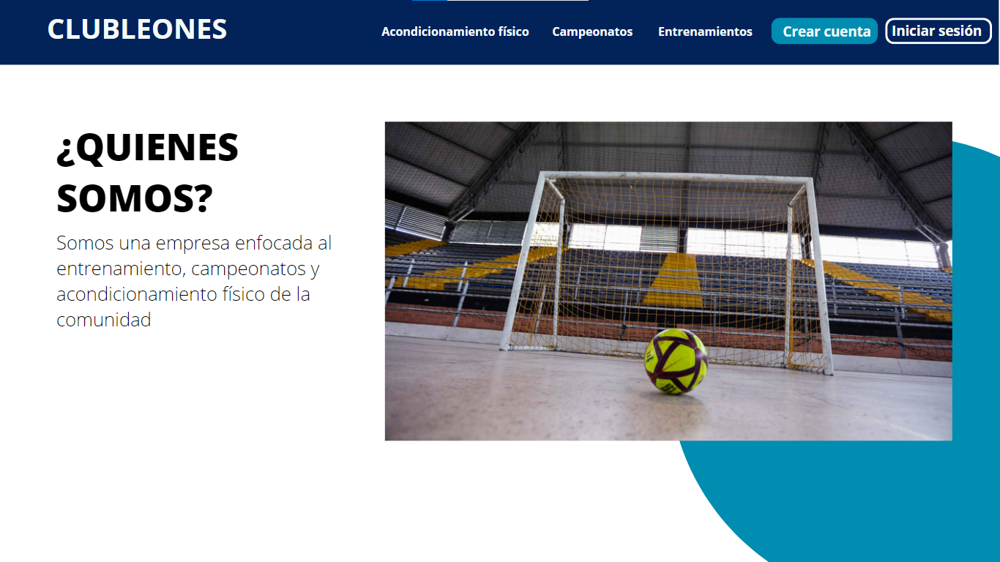 CLUBLEONES
Acondicionamiento físico
Campeonatos
Entrenamientos
Crear cuenta
Iniciar sesión
¿QUIENES
SOMOS?
Somos una empresa enfocada al
entrenamiento, campeonatos y
acondicionamiento físico de la
comunidad